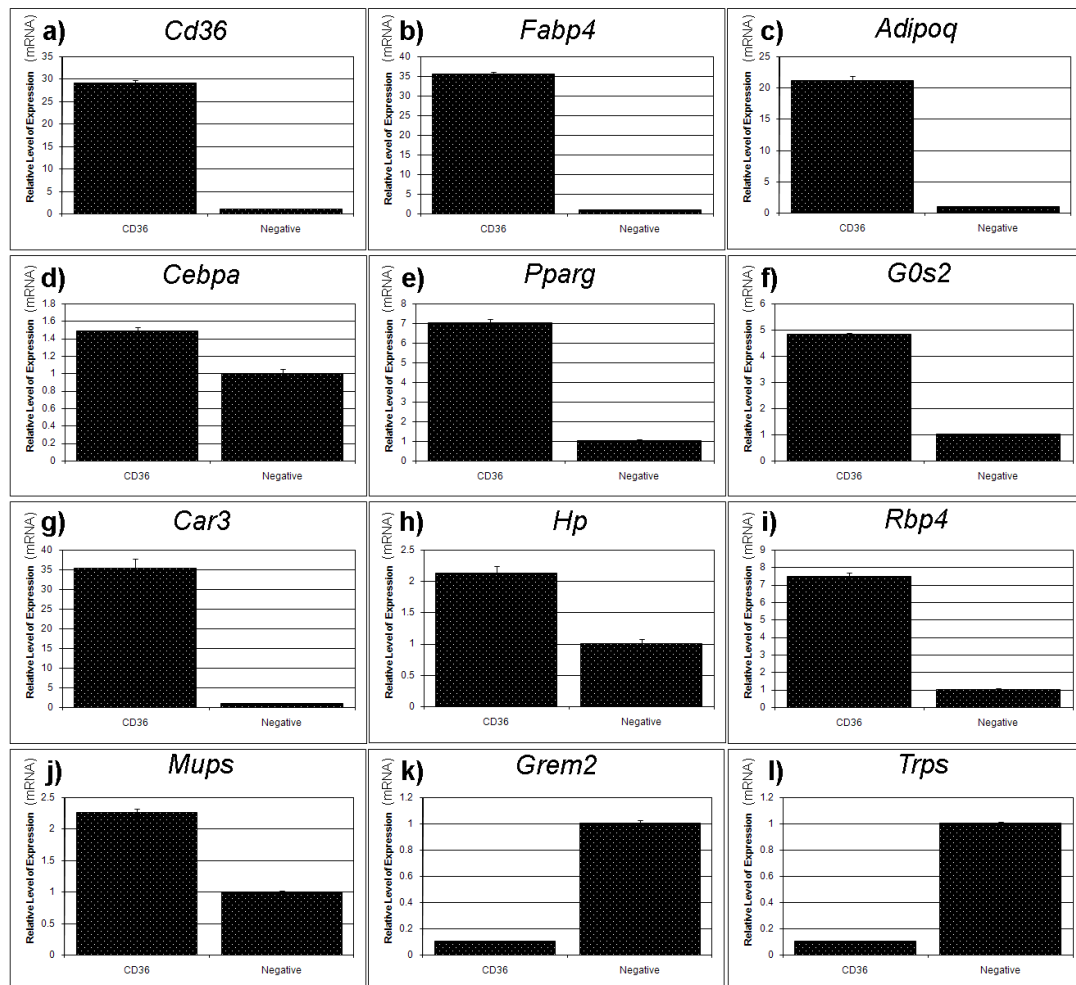 a) Cd36
Relative Level of Expression (mRNA)
35
30
25
20
15
10
5
0
CD36 Negative
b) Fabp4
Relative Level of Expression (mRNA)
40
35
30
25
20
15
10
5
0
CD36 Negative
c) Adipoq
Relative Level of Expression (mRNA)
25
20
15
10
5
0
CD36 Negative
d) Cebpa
Relative Level of Expression (mRNA)
1.8
1.6
1.4
1.2
1
0.8
0.6
0.4
0.2
0
CD36 Negative
e) Pparg
Relative Level of Expression (mRNA)
8
7
6
5
4
3
2
1
0
CD36 Negative
f) G0s2
Relative Level of Expression (mRNA)
6
5
4
3
2
1
0
CD36 Negative
g) Car3
Relative Level of Expression (mRNA)
40
35
30
25
20
15
10
5
0
CD36 Negative
h) Hp
Relative Level of Expression (mRNA)
2.5
2
1.5
1
0.5
0
CD36 Negative
i) Rbp4
Relative Level of Expression (mRNA)
9
8
7
6
5
4
3
2
1
0
CD36 Negative
j) Mups
Relative Level of Expression (mRNA)
2.5
2
1.5
1
0.5
0
CD36 Negative
k) Grem2
Relative Level of Expression (mRNA)
1.2
1
0.8
0.6
0.4
0.2
0
CD36 Negative
l) Trps
Relative Level of Expression (mRNA)
1.2
1
0.8
0.6
0.4
0.2
0
CD36 Negative